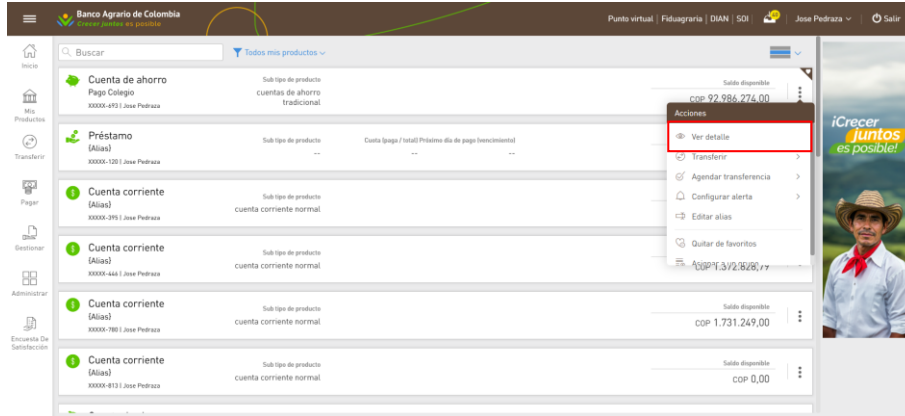 Banco Agrario de Colombia
Crecer juntos es posible
Punto virtual | Fiduagraria | DIAN | SOI |
Jose Pedraza
Salir
Inicio
Mis
Productos
Transferir
Pagar
Gestionar
Administrar
Encuesta De
Satisfacción
Buscar
Todos mis productos
Cuenta de ahorro
Pago Colegio
XXXXX-693 | Jose Pedraza
Sub tipo de producto
cuentas de ahorro
tradicional
Saldo disponible
COP 92.986.274,00
Préstamo
{Alias}
XXXXX-120 | Jose Pedraza
Sub tipo de producto
--
Cuota (paga / total) Próximo día de pago (vencimiento)
-- --
Cuenta corriente
{Alias}
XXXXX-395 | Jose Pedraza
Sub tipo de producto
cuenta corriente normal
Cuenta corriente
{Alias}
XXXXX-446 | Jose Pedraza
Sub tipo de producto
cuenta corriente normal
COP 1.372.828,79
Cuenta corriente
{Alias}
XXXXX-780 | Jose Pedraza
Sub tipo de producto
cuenta corriente normal
Saldo disponible
COP 1.731.249,00
Cuenta corriente
{Alias}
XXXXX-813 | Jose Pedraza
Sub tipo de producto
cuenta corriente normal
Saldo disponible
COP 0,00
Acciones
Ver detalle
Transferir
Agendar transferencia
Configurar alerta
Editar alias
Quitar de favoritos
Asignar a un grupo
¡Crecer
juntos
es posible!